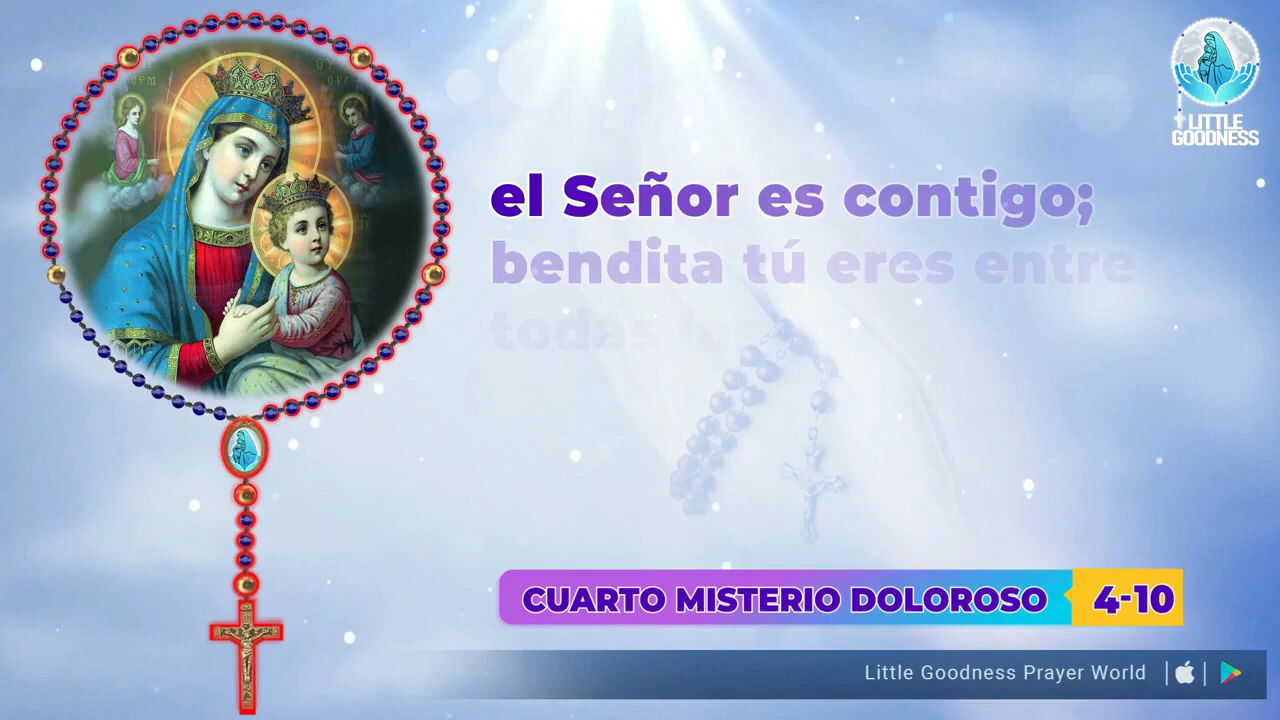 LITTLE
GOODNESS
el Señor es contigo;
bendita tú eres entre
todas
CUARTO MISTERIO DOLOROSO 4-10
Little Goodness Prayer World